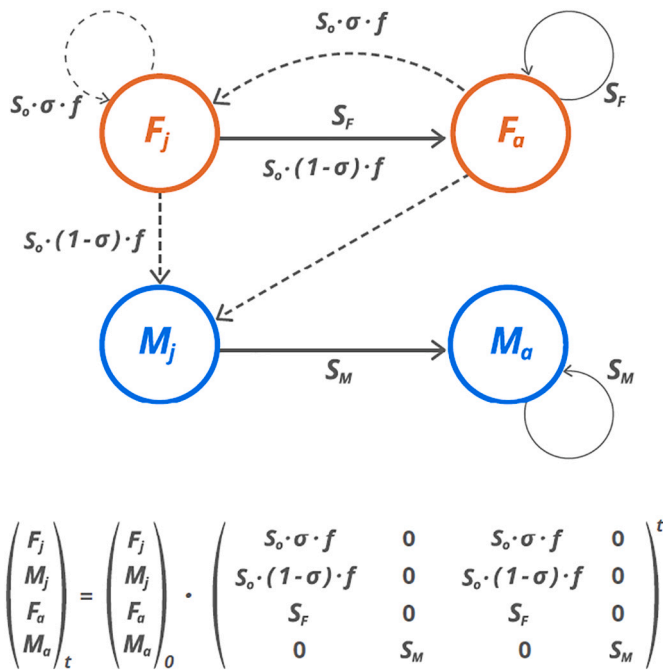 Sₒ·σ·f
Sₒ·σ·f
S_F
F_j
S_F
F_a
Sₒ·(1-σ)·f
Sₒ·(1-σ)·f
M_j
M_a
S_M
S_M
F_j F_j Sₒ·σ·f 0 Sₒ·σ·f 0 t
M_j M_j Sₒ·(1-σ)·f 0 Sₒ·(1-σ)·f 0
= ·
F_a F_a S_F 0 S_F 0
M_a t M_a 0 0 S_M 0 S_M